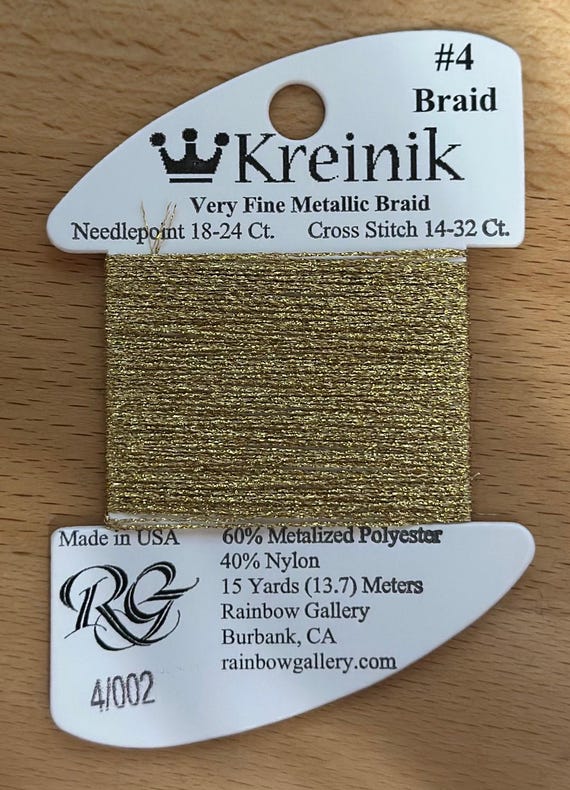 #4
Braid
Kreinik
Very Fine Metallic Braid
Needlepoint 18-24 Ct. Cross Stitch 14-32 Ct.
Made in USA
60% Metalized Polyester
40% Nylon
15 Yards (13.7) Meters
Rainbow Gallery
Burbank, CA
rainbowgallery.com
RG
4/002